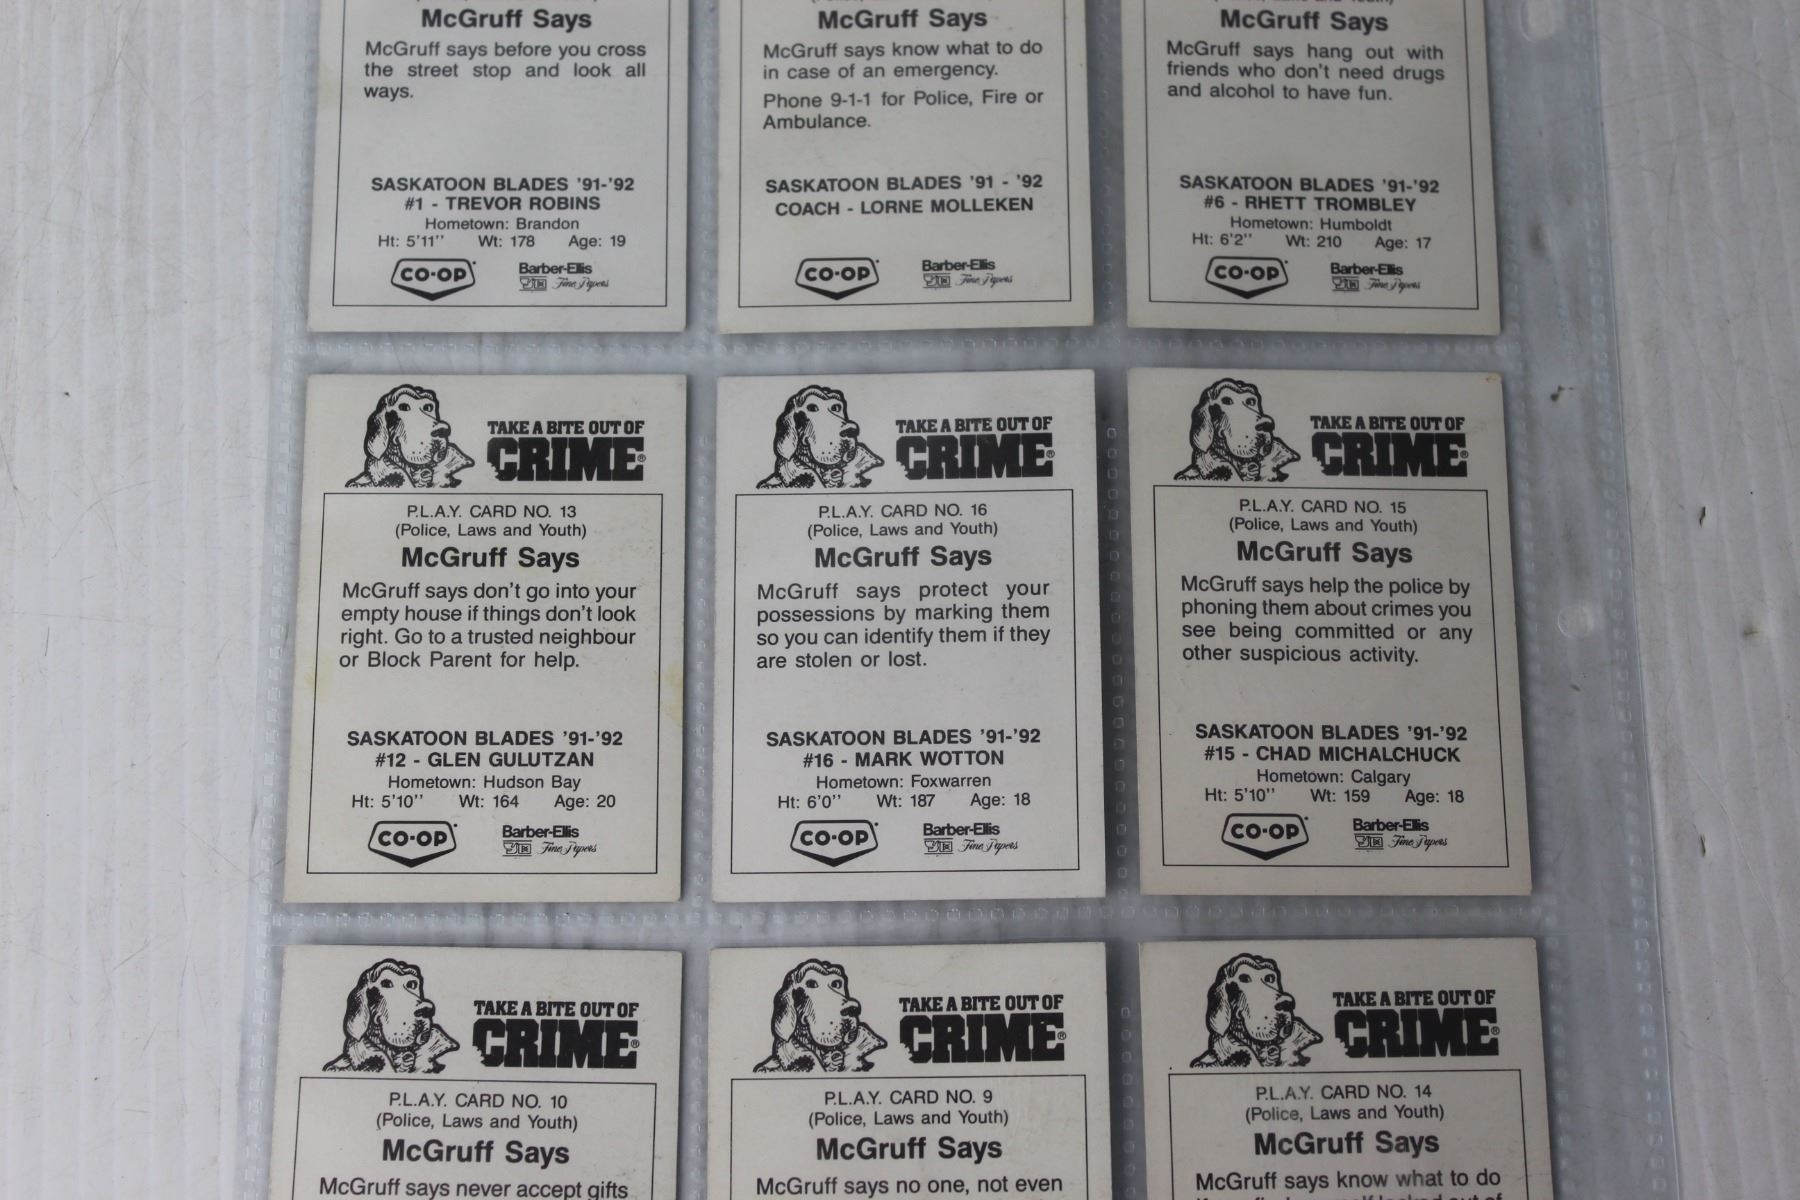 McGruff Says
McGruff says before you cross
the street stop and look all
ways.
SASKATOON BLADES '91-'92
#1 - TREVOR ROBINS
Hometown: Brandon
Ht: 5'11'' Wt: 178 Age: 19
CO-OP
Barber-Ellis
Fine Papers
McGruff Says
McGruff says know what to do
in case of an emergency.
Phone 9-1-1 for Police, Fire or
Ambulance.
SASKATOON BLADES '91 - '92
COACH - LORNE MOLLEKEN
CO-OP
Barber-Ellis
Fine Papers
McGruff Says
McGruff says hang out with
friends who don't need drugs
and alcohol to have fun.
SASKATOON BLADES '91-'92
#6 - RHETT TROMBLEY
Hometown: Humboldt
Ht: 6'2'' Wt: 210 Age: 17
CO-OP
Barber-Ellis
Fine Papers
TAKE A BITE OUT OF
CRIME®
P.L.A.Y. CARD NO. 13
(Police, Laws and Youth)
McGruff Says
McGruff says don't go into your
empty house if things don't look
right. Go to a trusted neighbour
or Block Parent for help.
SASKATOON BLADES '91-'92
#12 - GLEN GULUTZAN
Hometown: Hudson Bay
Ht: 5'10'' Wt: 164 Age: 20
CO-OP
Barber-Ellis
Fine Papers
TAKE A BITE OUT OF
CRIME®
P.L.A.Y. CARD NO. 16
(Police, Laws and Youth)
McGruff Says
McGruff says protect your
possessions by marking them
so you can identify them if they
are stolen or lost.
SASKATOON BLADES '91-'92
#16 - MARK WOTTON
Hometown: Foxwarren
Ht: 6'0'' Wt: 187 Age: 18
CO-OP
Barber-Ellis
Fine Papers
TAKE A BITE OUT OF
CRIME®
P.L.A.Y. CARD NO. 15
(Police, Laws and Youth)
McGruff Says
McGruff says help the police by
phoning them about crimes you
see being committed or any
other suspicious activity.
SASKATOON BLADES '91-'92
#15 - CHAD MICHALCHUCK
Hometown: Calgary
Ht: 5'10'' Wt: 159 Age: 18
CO-OP
Barber-Ellis
Fine Papers
TAKE A BITE OUT OF
CRIME®
P.L.A.Y. CARD NO. 10
(Police, Laws and Youth)
McGruff Says
McGruff says never accept gifts
TAKE A BITE OUT OF
CRIME®
P.L.A.Y. CARD NO. 9
(Police, Laws and Youth)
McGruff Says
McGruff says no one, not even
TAKE A BITE OUT OF
CRIME®
P.L.A.Y. CARD NO. 14
(Police, Laws and Youth)
McGruff Says
McGruff says know what to do